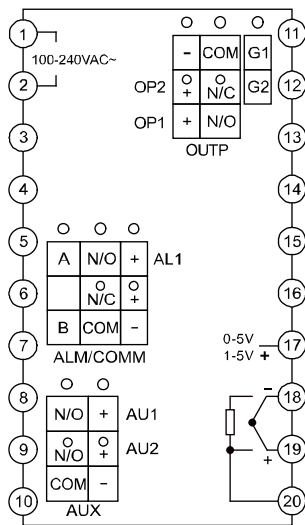 1
11
100-240VAC~
− COM G1
2
12
OP2 + N/C G2
OP1 + N/O
OUTP
3
13
4
14
5
15
A N/O + AL1
6
16
N/C +
B COM −
7
17
0-5V
1-5V +
ALM/COMM
8
18
−
N/O + AU1
9
19
N/O + AU2
+
COM −
10
20
AUX